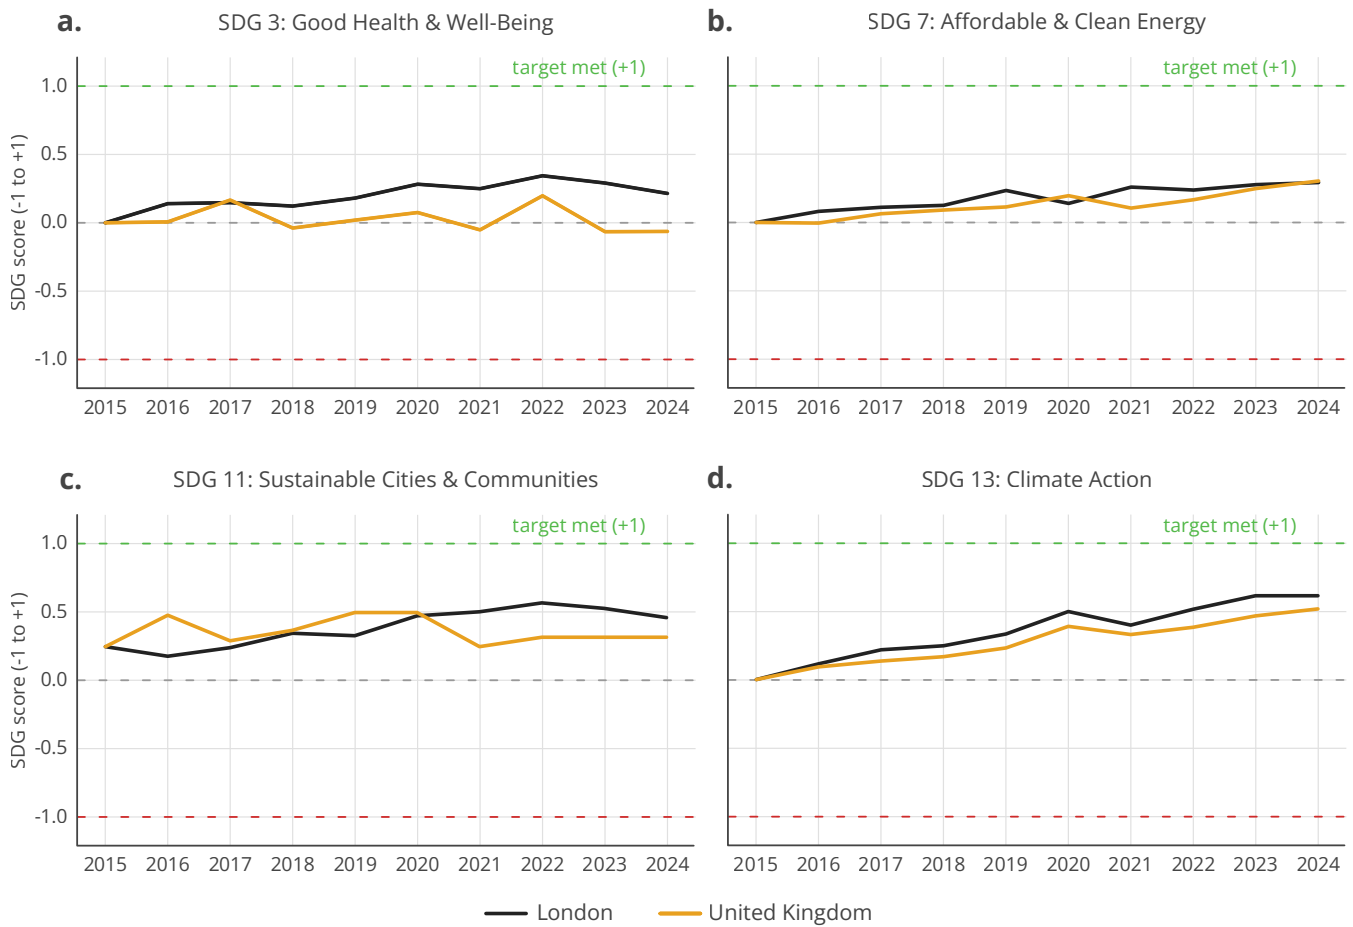 a.
SDG 3: Good Health & Well-Being
target met (+1)
SDG score (-1 to +1)
1.0
0.5
0.0
-0.5
-1.0
2015 2016 2017 2018 2019 2020 2021 2022 2023 2024
b.
SDG 7: Affordable & Clean Energy
target met (+1)
2015 2016 2017 2018 2019 2020 2021 2022 2023 2024
c.
SDG 11: Sustainable Cities & Communities
target met (+1)
SDG score (-1 to +1)
1.0
0.5
0.0
-0.5
-1.0
2015 2016 2017 2018 2019 2020 2021 2022 2023 2024
d.
SDG 13: Climate Action
target met (+1)
2015 2016 2017 2018 2019 2020 2021 2022 2023 2024
London
United Kingdom